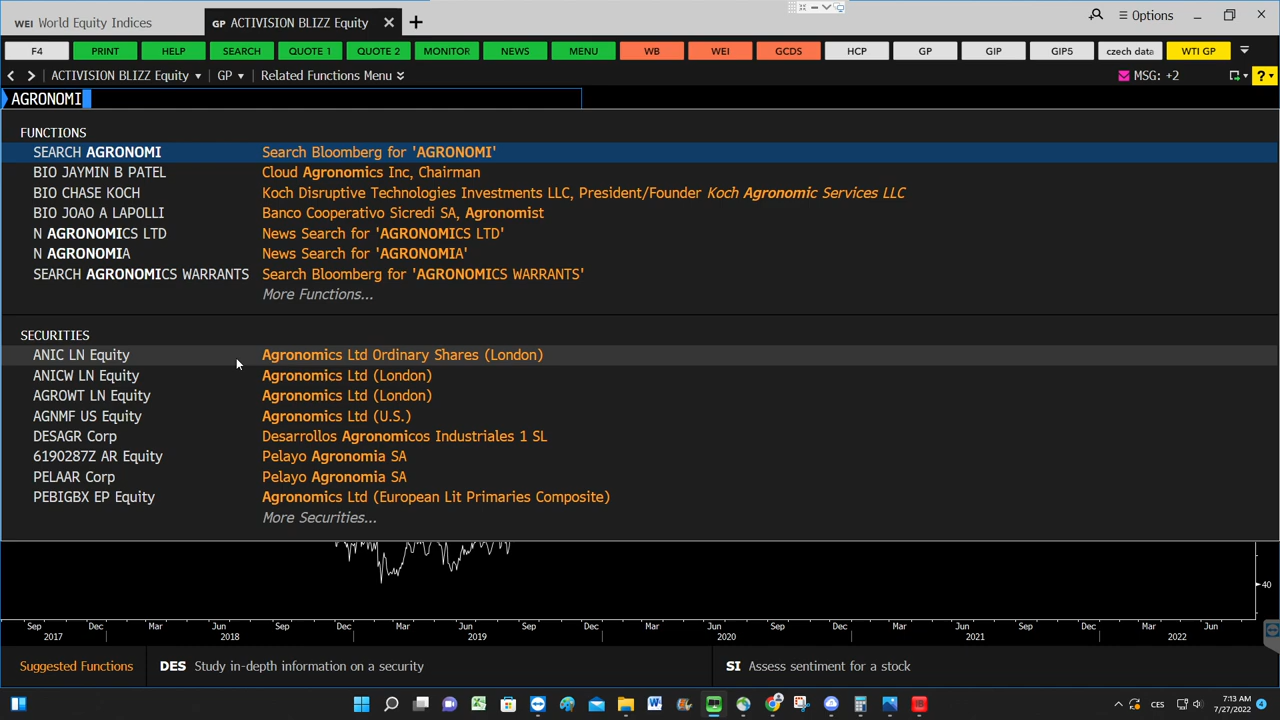 WEI World Equity Indices
GP ACTIVISION BLIZZ Equity
Options
F4 PRINT HELP SEARCH QUOTE 1 QUOTE 2 MONITOR NEWS MENU WB WEI GCDS HCP GP GIP GIP5 czech data WTI GP
ACTIVISION BLIZZ Equity GP Related Functions Menu MSG: +2 ?
AGRONOMI
FUNCTIONS
SEARCH AGRONOMI Search Bloomberg for 'AGRONOMI'
BIO JAYMIN B PATEL Cloud Agronomics Inc, Chairman
BIO CHASE KOCH Koch Disruptive Technologies Investments LLC, President/Founder Koch Agronomic Services LLC
BIO JOAO A LAPOLLI Banco Cooperativo Sicredi SA, Agronomist
N AGRONOMICS LTD News Search for 'AGRONOMICS LTD'
N AGRONOMIA News Search for 'AGRONOMIA'
SEARCH AGRONOMICS WARRANTS Search Bloomberg for 'AGRONOMICS WARRANTS'
More Functions...
SECURITIES
ANIC LN Equity Agronomics Ltd Ordinary Shares (London)
ANICW LN Equity Agronomics Ltd (London)
AGROWT LN Equity Agronomics Ltd (London)
AGNMF US Equity Agronomics Ltd (U.S.)
DESAGR Corp Desarrollos Agronomicos Industriales 1 SL
6190287Z AR Equity Pelayo Agronomia SA
PELAAR Corp Pelayo Agronomia SA
PEBIGBX EP Equity Agronomics Ltd (European Lit Primaries Composite)
More Securities...
40
Sep Dec Mar Jun Sep Dec Mar Jun Sep Dec Mar Jun Sep Dec Mar Jun Sep Dec Mar Jun
2017 2018 2019 2020 2021 2022
Suggested Functions DES Study in-depth information on a security SI Assess sentiment for a stock
CES 7:13 AM
7/27/2022 4